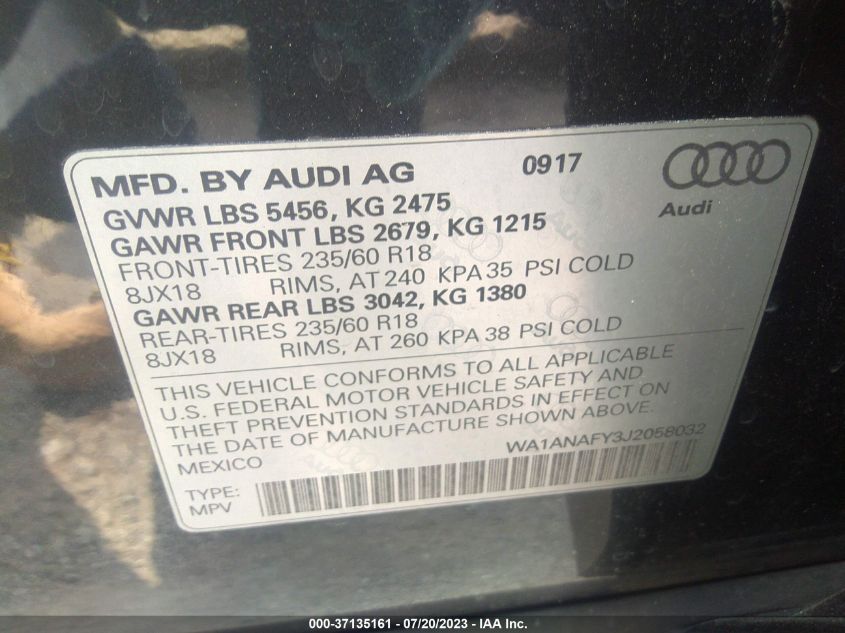 MFD. BY AUDI AG 0917
Audi
GVWR LBS 5456, KG 2475
GAWR FRONT LBS 2679, KG 1215
FRONT-TIRES 235/60 R18
8JX18 RIMS, AT 240 KPA 35 PSI COLD
GAWR REAR LBS 3042, KG 1380
REAR-TIRES 235/60 R18
8JX18 RIMS, AT 260 KPA 38 PSI COLD
THIS VEHICLE CONFORMS TO ALL APPLICABLE
U.S. FEDERAL MOTOR VEHICLE SAFETY AND
THEFT PREVENTION STANDARDS IN EFFECT ON
THE DATE OF MANUFACTURE SHOWN ABOVE.
MEXICO WA1ANAFY3J2058032
TYPE:
MPV
000-37135161 - 07/20/2023 - IAA Inc.